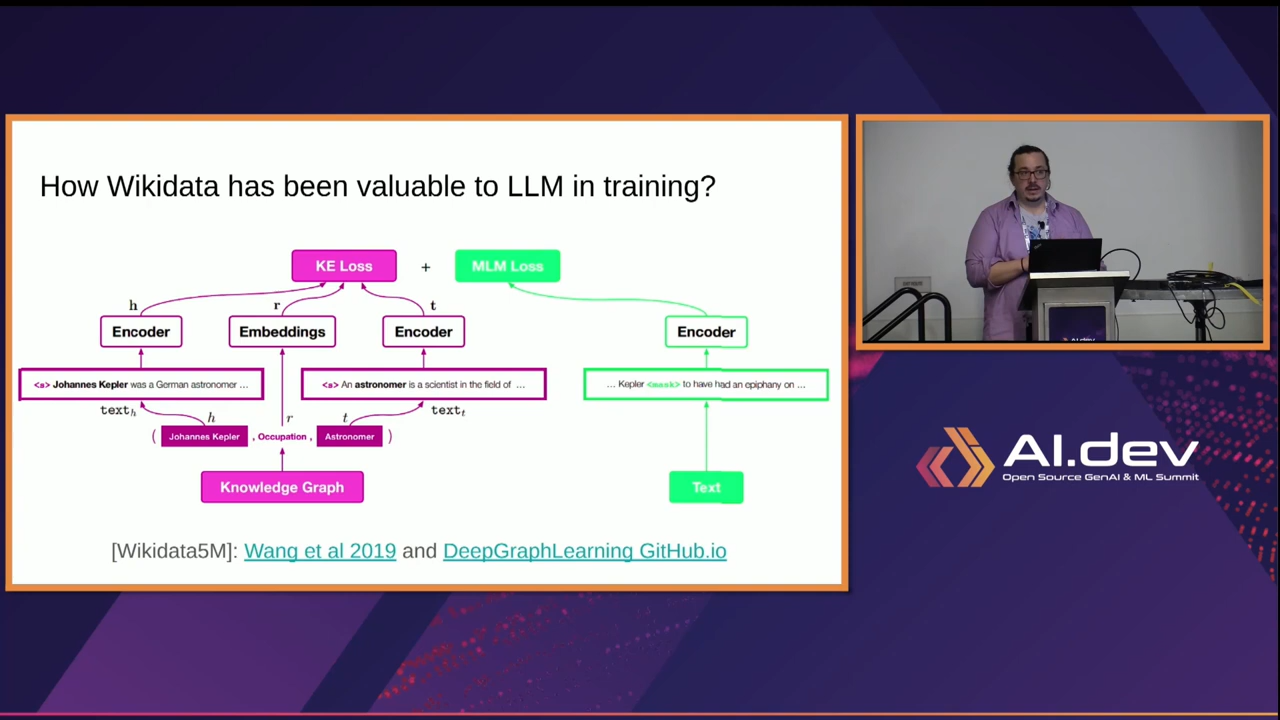 How Wikidata has been valuable to LLM in training?
KE Loss + MLM Loss
h r t
Encoder Embeddings Encoder Encoder
<s> Johannes Kepler was a German astronomer ...
<s> An astronomer is a scientist in the field of ...
... Kepler <mask> to have had an epiphany on ...
text_h h r t text_t
( Johannes Kepler , Occupation , Astronomer )
Knowledge Graph
Text
[Wikidata5M]: Wang et al 2019 and DeepGraphLearning GitHub.io
AI.dev
Open Source GenAI & ML Summit